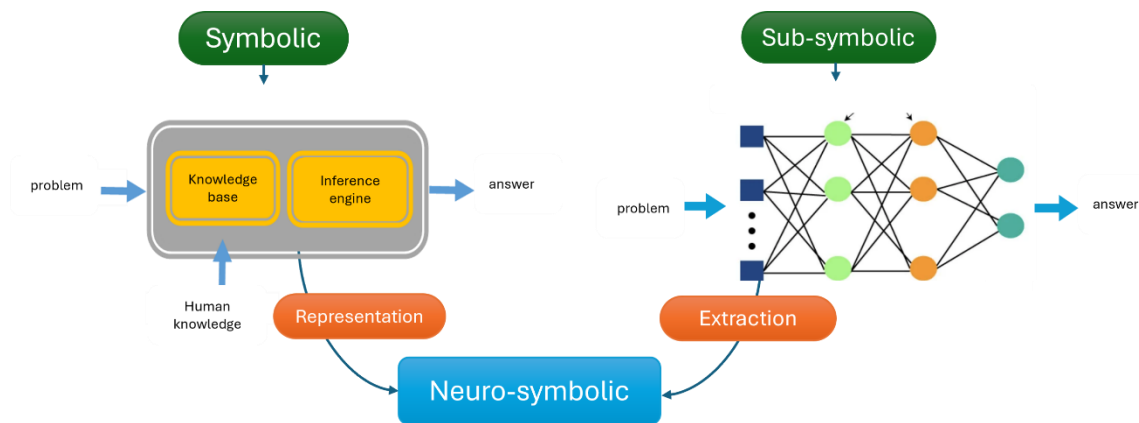 Symbolic
Sub-symbolic
problem
Knowledge
base
Inference
engine
answer
Human
knowledge
problem
answer
Representation
Extraction
Neuro-symbolic